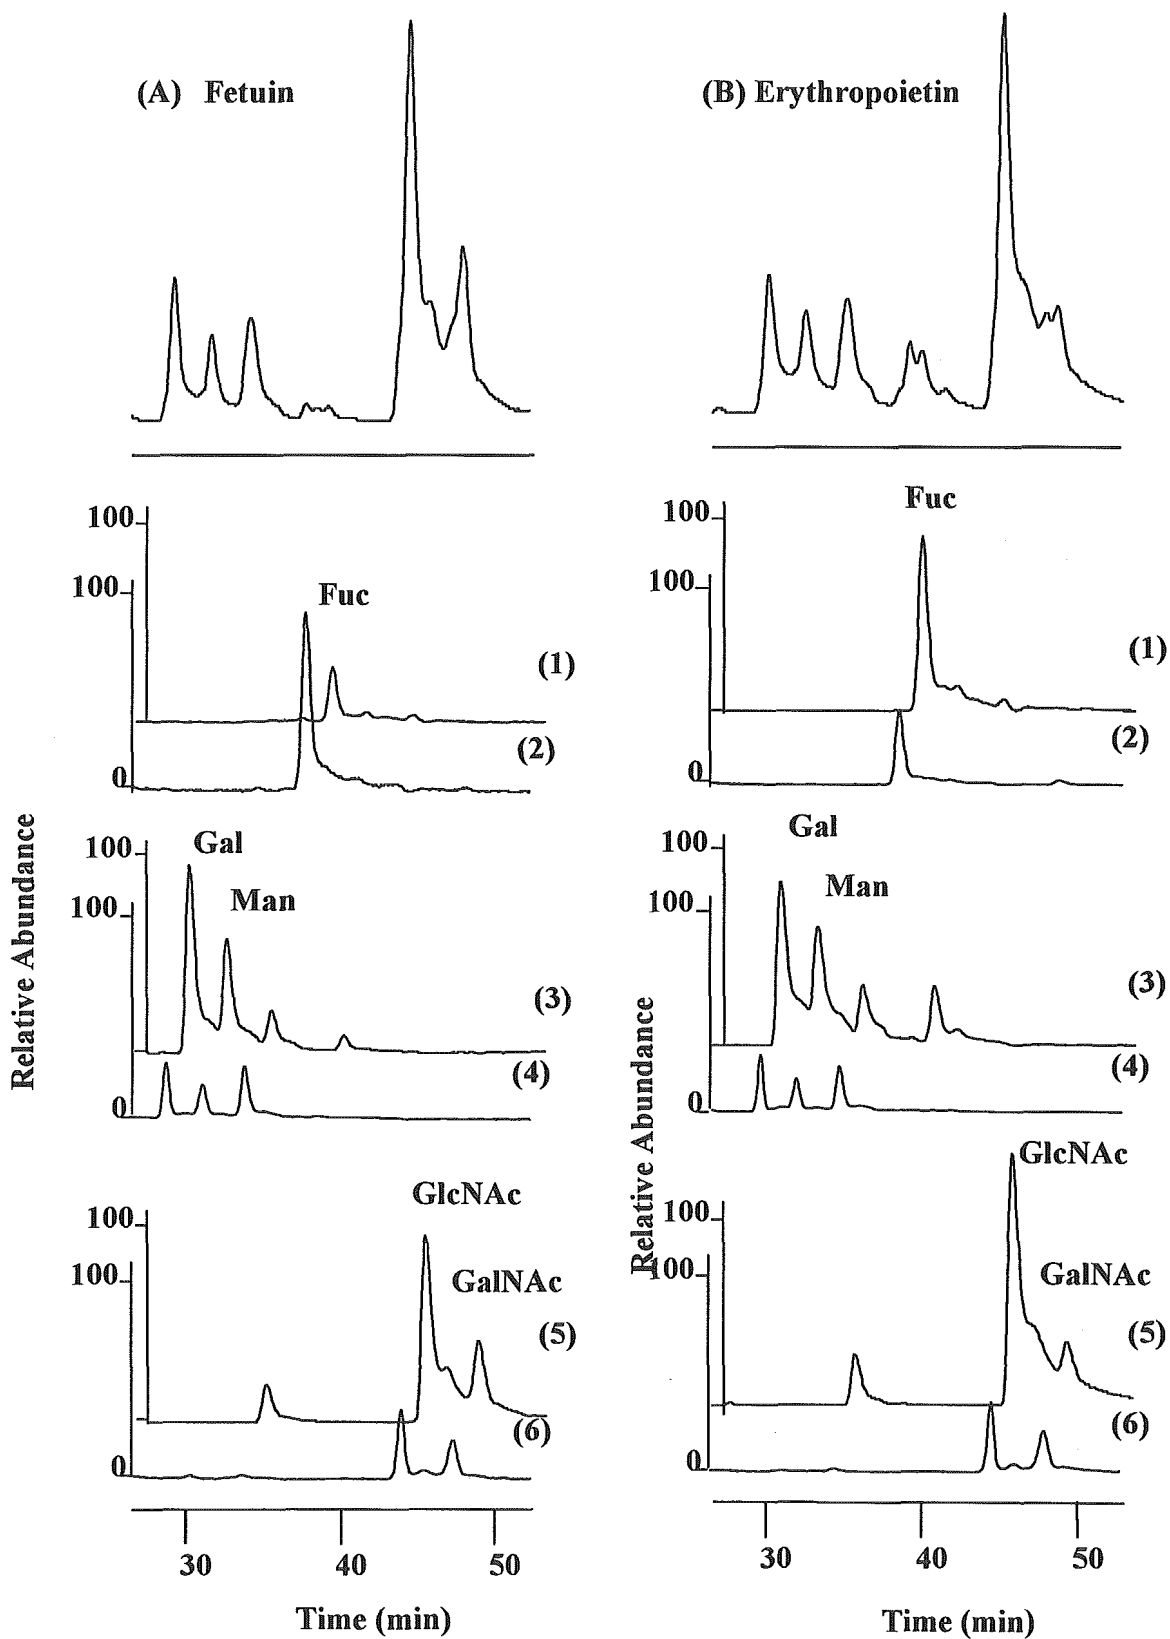 (A) Fetuin
100
100
Fuc
(1)
(2)
0
Gal
100
Man
100
(3)
(4)
0
GlcNAc
100
GalNAc
100
(5)
(6)
0
30 40 50
Time (min)
Relative Abundance
(B) Erythropoietin
Fuc
100
100
(1)
(2)
0
Gal
100
Man
100
(3)
(4)
0
GlcNAc
100
GalNAc
100
(5)
(6)
0
30 40 50
Time (min)
Relative Abundance